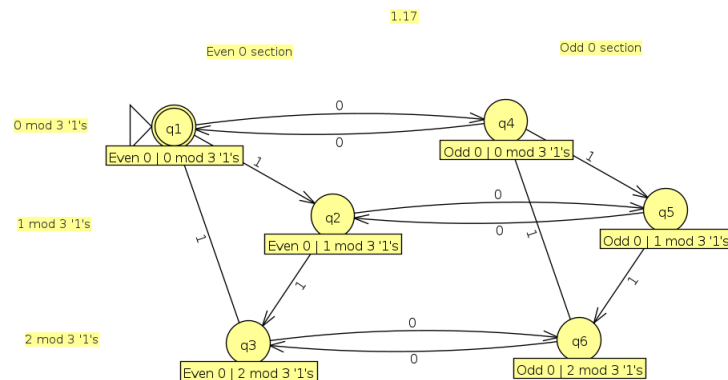 1.17
Even 0 section
Odd 0 section
0 mod 3 '1's
q1
0
0
q4
Even 0 | 0 mod 3 '1's
Odd 0 | 0 mod 3 '1's
1
1
1 mod 3 '1's
q2
0
0
q5
Even 0 | 1 mod 3 '1's
Odd 0 | 1 mod 3 '1's
1
1
1
1
2 mod 3 '1's
q3
0
0
q6
Even 0 | 2 mod 3 '1's
Odd 0 | 2 mod 3 '1's